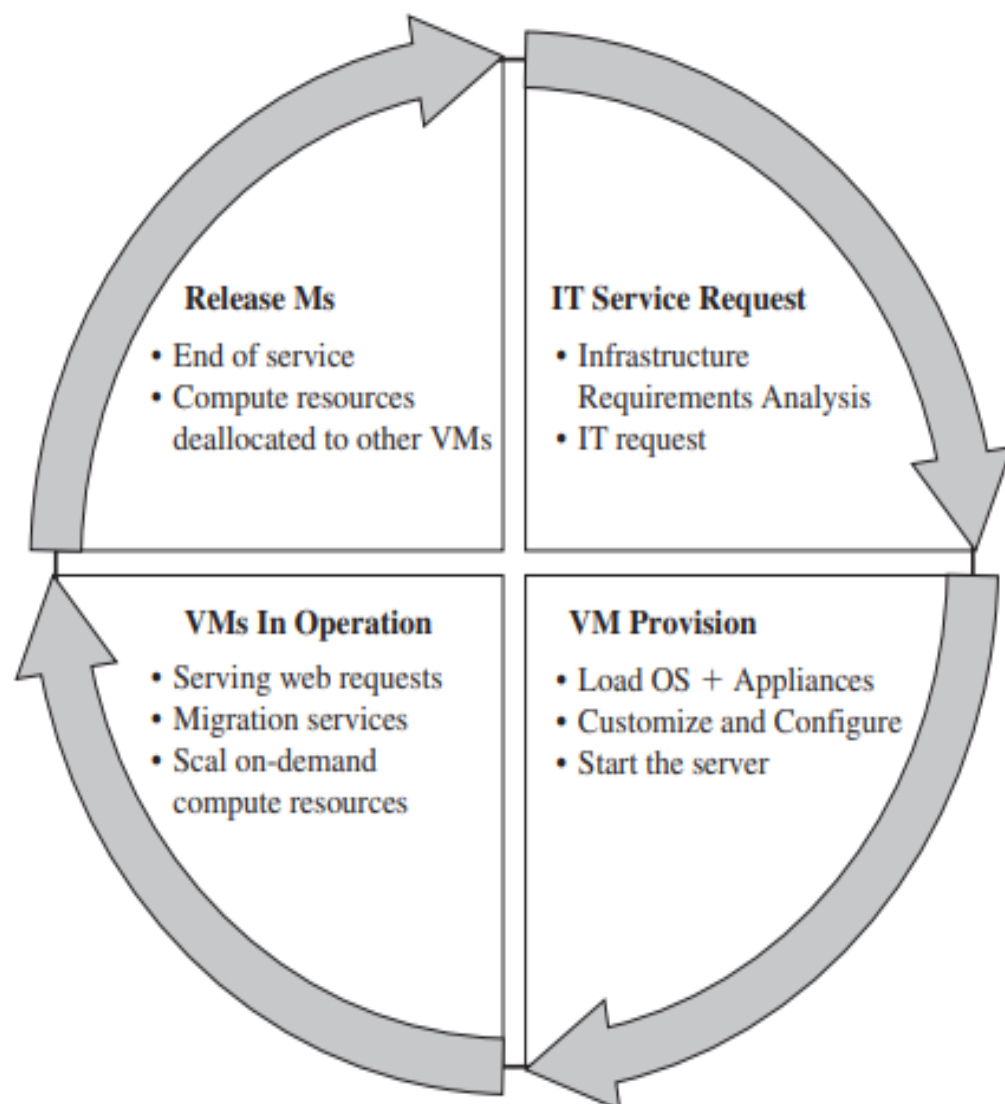 Release Ms
• End of service
• Compute resources
deallocated to other VMs
IT Service Request
• Infrastructure
Requirements Analysis
• IT request
VMs In Operation
• Serving web requests
• Migration services
• Scal on-demand
compute resources
VM Provision
• Load OS + Appliances
• Customize and Configure
• Start the server